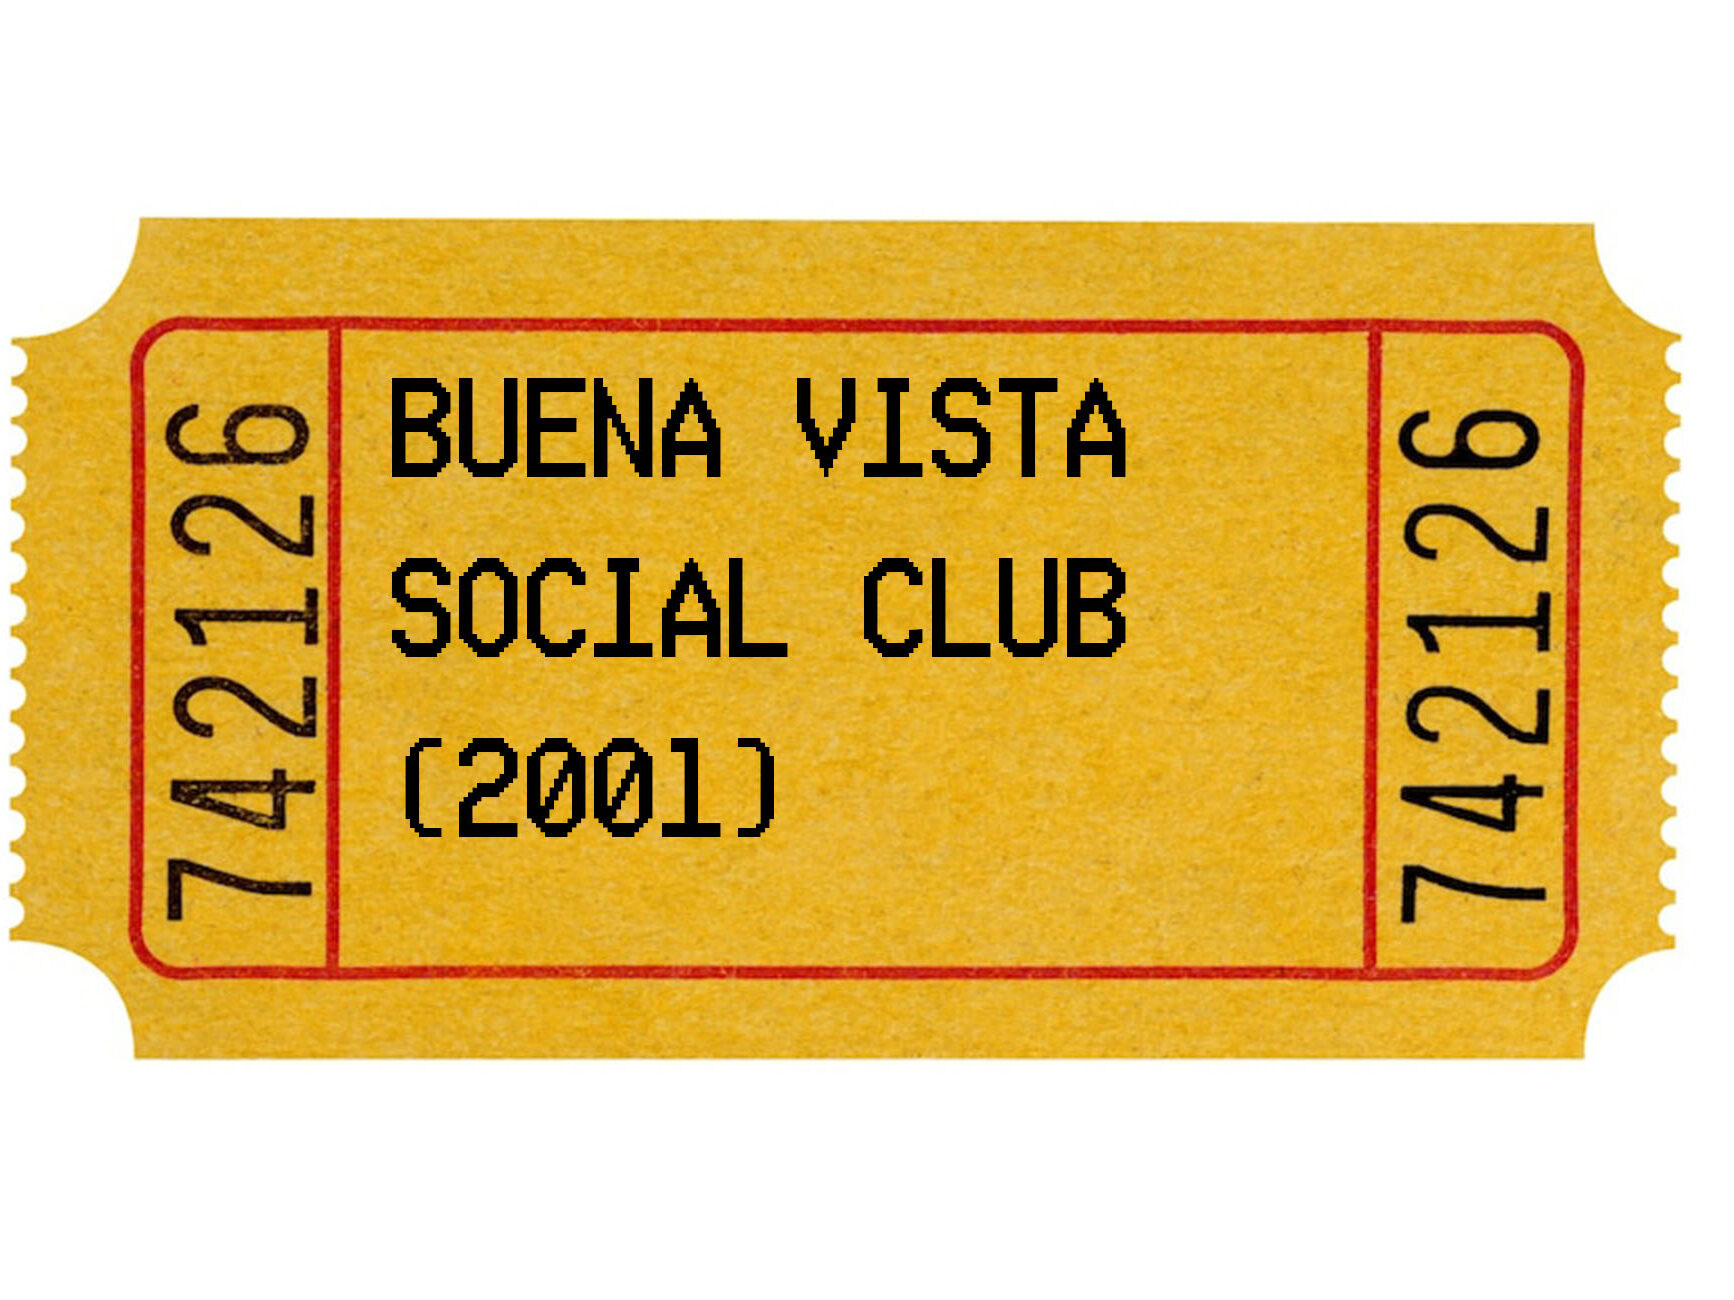 742126
BUENA VISTA
SOCIAL CLUB
(2001)
742126